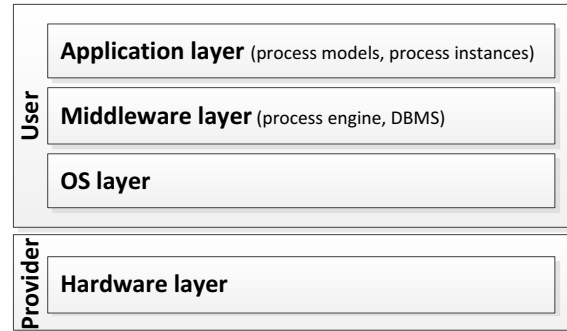 User
Application layer (process models, process instances)
Middleware layer (process engine, DBMS)
OS layer
Provider
Hardware layer